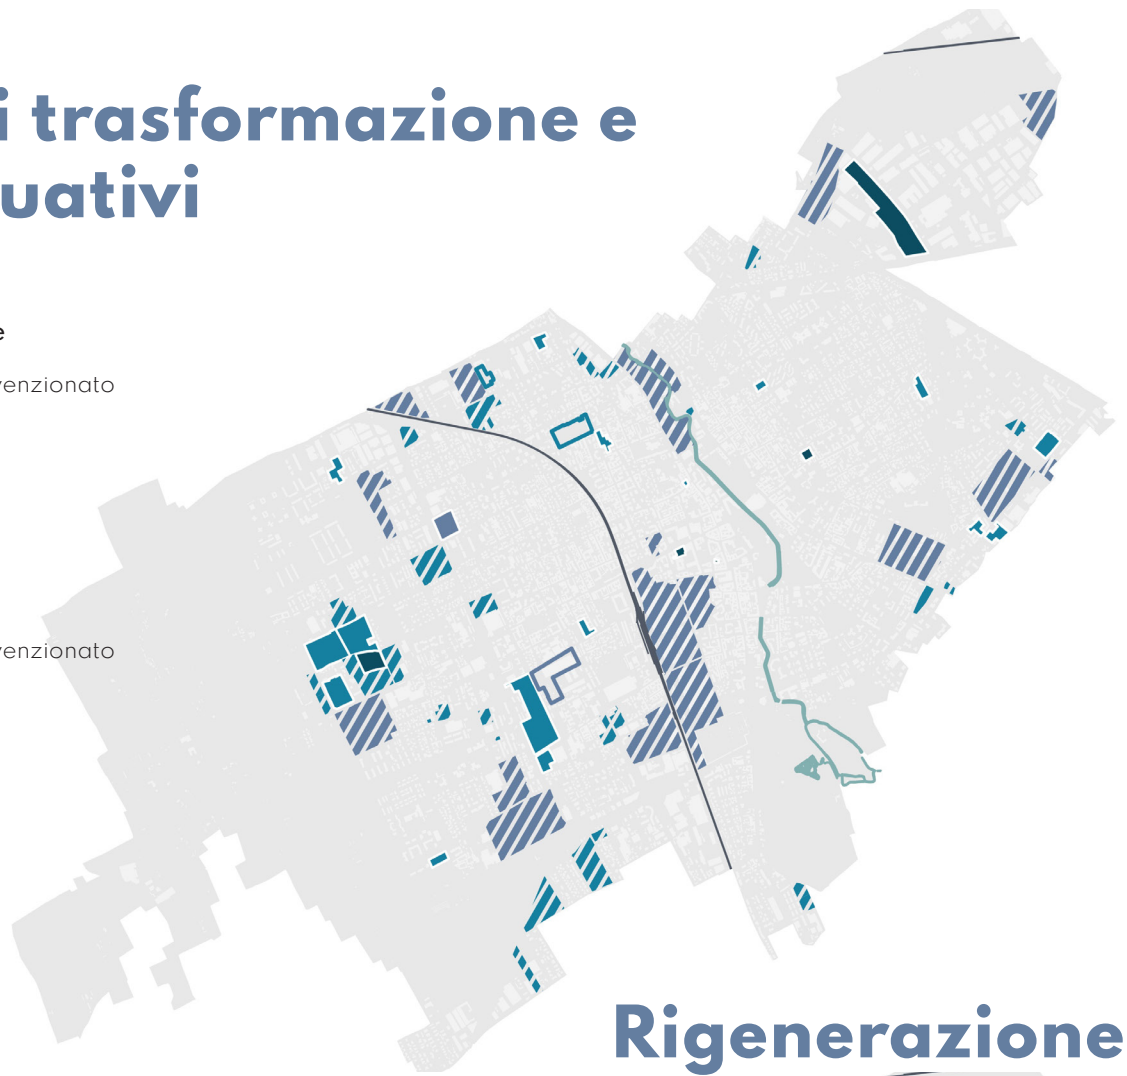 i trasformazione e
uativi
e
venzionato
venzionato
Rigenerazione